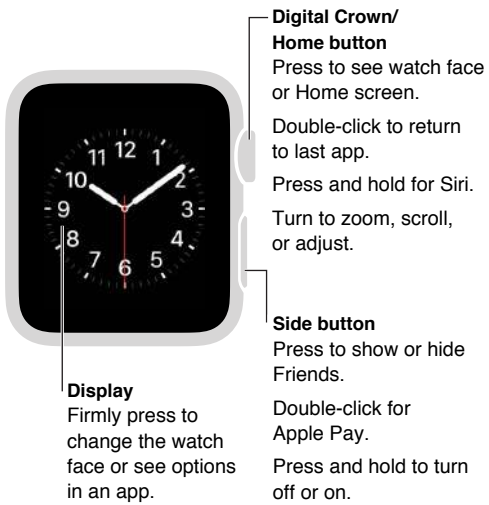 Digital Crown/
Home button
Press to see watch face
or Home screen.
Double-click to return
to last app.
Press and hold for Siri.
Turn to zoom, scroll,
or adjust.
12
11
1
10
2
9
3
8
4
7
5
6
Side button
Press to show or hide
Friends.
Double-click for
Apple Pay.
Press and hold to turn
off or on.
Display
Firmly press to
change the watch
face or see options
in an app.